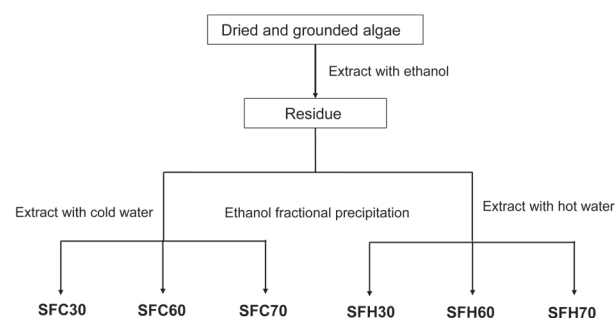 Dried and grounded algae
Extract with ethanol
Residue
Extract with cold water
Ethanol fractional precipitation
Extract with hot water
SFC30
SFC60
SFC70
SFH30
SFH60
SFH70